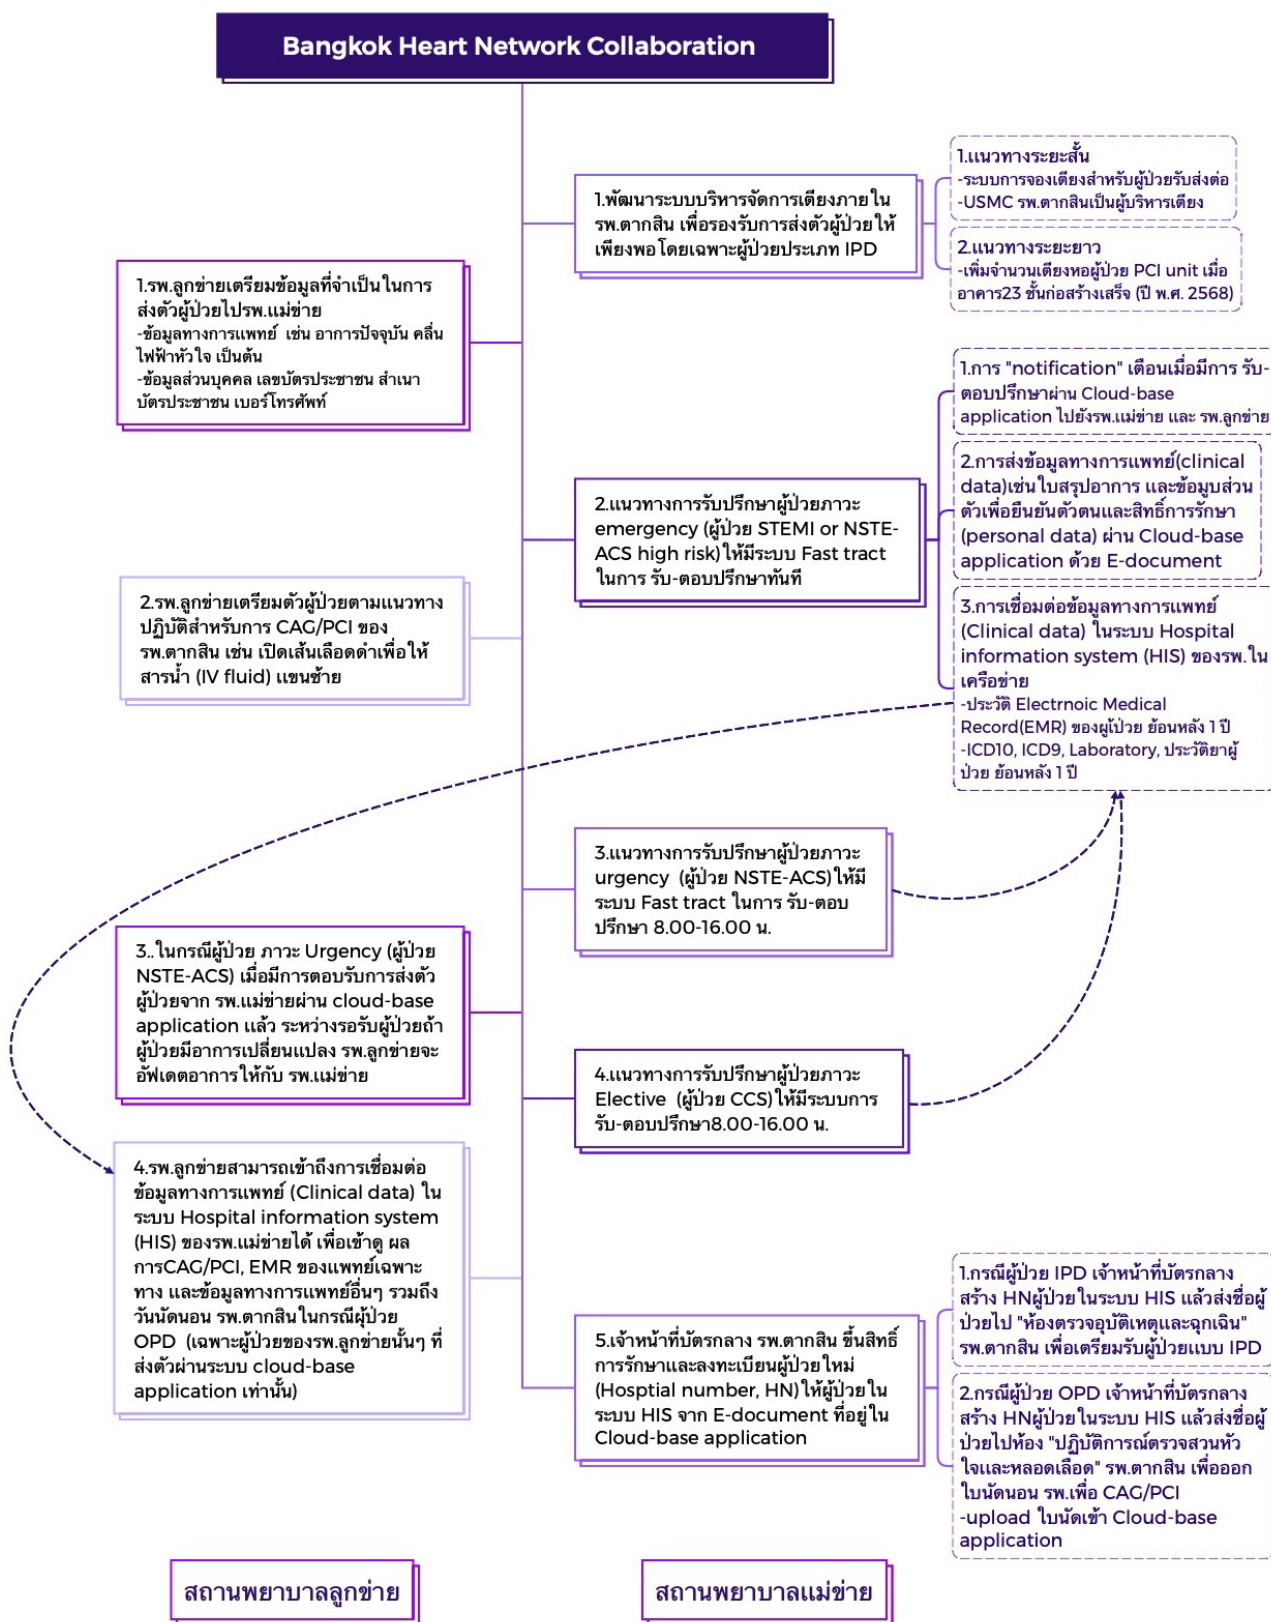 Bangkok Heart Network Collaboration
1.พัฒนาระบบบริหารจัดการเตียงภายใน
รพ.ตากสิน เพื่อรองรับการส่งตัวผู้ป่วยให้
เพียงพอโดยเฉพาะผู้ป่วยประเภท IPD
1.แนวทางระยะสั้น
-ระบบการจองเตียงสำหรับผู้ป่วยรับส่งต่อ
-USMC รพ.ตากสินเป็นผู้บริหารเตียง
2.แนวทางระยะยาว
-เพิ่มจำนวนเตียงหอผู้ป่วย PCI unit เมื่อ
อาคาร23 ชั้นก่อสร้างเสร็จ (ปี พ.ศ. 2568)
1.รพ.ลูกข่ายเตรียมข้อมูลที่จำเป็นในการ
ส่งตัวผู้ป่วยไปรพ.แม่ข่าย
-ข้อมูลทางการแพทย์ เช่น อาการปัจจุบัน คลื่น
ไฟฟ้าหัวใจ เป็นต้น
-ข้อมูลส่วนบุคคล เลขบัตรประชาชน สำเนา
บัตรประชาชน เบอร์โทรศัพท์
2.แนวทางการรับปรึกษาผู้ป่วยภาวะ
emergency (ผู้ป่วย STEMI or NSTE-
ACS high risk)ให้มีระบบ Fast tract
ในการ รับ-ตอบปรึกษาทันที
1.การ "notification" เตือนเมื่อมีการ รับ-
ตอบปรึกษาผ่าน Cloud-base
application ไปยังรพ.แม่ข่าย และ รพ.ลูกข่าย
2.การส่งข้อมูลทางการแพทย์(clinical
data)เช่นใบสรุปอาการ และข้อมูบส่วน
ตัวเพื่อยืนยันตัวตนและสิทธิ์การรักษา
(personal data) ผ่าน Cloud-base
application ด้วย E-document
3.การเชื่อมต่อข้อมูลทางการแพทย์
(Clinical data) ในระบบ Hospital
information system (HIS) ของรพ.ใน
เครือข่าย
-ประวัติ Electrnoic Medical
Record(EMR) ของผู้ป่วย ย้อนหลัง 1 ปี
-ICD10, ICD9, Laboratory, ประวัติยาผู้
ป่วย ย้อนหลัง 1 ปี
2.รพ.ลูกข่ายเตรียมตัวผู้ป่วยตามแนวทาง
ปฏิบัติสำหรับการ CAG/PCI ของ
รพ.ตากสิน เช่น เปิดเส้นเลือดดำเพื่อให้
สารน้ำ (IV fluid) แขนซ้าย
3.แนวทางการรับปรึกษาผู้ป่วยภาวะ
urgency (ผู้ป่วย NSTE-ACS)ให้มี
ระบบ Fast tract ในการ รับ-ตอบ
ปรึกษา 8.00-16.00 น.
3..ในกรณีผู้ป่วย ภาวะ Urgency (ผู้ป่วย
NSTE-ACS) เมื่อมีการตอบรับการส่งตัว
ผู้ป่วยจาก รพ.แม่ข่ายผ่าน cloud-base
application แล้ว ระหว่างรอรับผู้ป่วยถ้า
ผู้ป่วยมีอาการเปลี่ยนแปลง รพ.ลูกข่ายจะ
อัฟเดตอาการให้กับ รพ.แม่ข่าย
4.แนวทางการรับปรึกษาผู้ป่วยภาวะ
Elective (ผู้ป่วย CCS)ให้มีระบบการ
รับ-ตอบปรึกษา8.00-16.00 น.
4.รพ.ลูกข่ายสามารถเข้าถึงการเชื่อมต่อ
ข้อมูลทางการแพทย์ (Clinical data) ใน
ระบบ Hospital information system
(HIS) ของรพ.แม่ข่ายได้ เพื่อเข้าดู ผล
การCAG/PCI, EMR ของแพทย์เฉพาะ
ทาง และข้อมูลทางการแพทย์อื่นๆ รวมถึง
วันนัดนอน รพ.ตากสินในกรณีผู้ป่วย
OPD (เฉพาะผู้ป่วยของรพ.ลูกข่ายนั้นๆ ที่
ส่งตัวผ่านระบบ cloud-base
application เท่านั้น)
5.เจ้าหน้าที่บัตรกลาง รพ.ตากสิน ขึ้นสิทธิ์
การรักษาและลงทะเบียนผู้ป่วยใหม่
(Hosptial number, HN)ให้ผู้ป่วยใน
ระบบ HIS จาก E-document ที่อยู่ใน
Cloud-base application
1.กรณีผู้ป่วย IPD เจ้าหน้าที่บัตรกลาง
สร้าง HNผู้ป่วยในระบบ HIS แล้วส่งชื่อผู้
ป่วยไป "ห้องตรวจอุบัติเหตุและฉุกเฉิน"
รพ.ตากสิน เพื่อเตรียมรับผู้ป่วยแบบ IPD
2.กรณีผู้ป่วย OPD เจ้าหน้าที่บัตรกลาง
สร้าง HNผู้ป่วยในระบบ HIS แล้วส่งชื่อผู้
ป่วยไปห้อง "ปฏิบัติการณ์ตรวจสวนหัว
ใจและหลอดเลือด" รพ.ตากสิน เพื่อออก
ใบนัดนอน รพ.เพื่อ CAG/PCI
-upload ใบนัดเข้า Cloud-base
application
สถานพยาบาลลูกข่าย
สถานพยาบาลแม่ข่าย